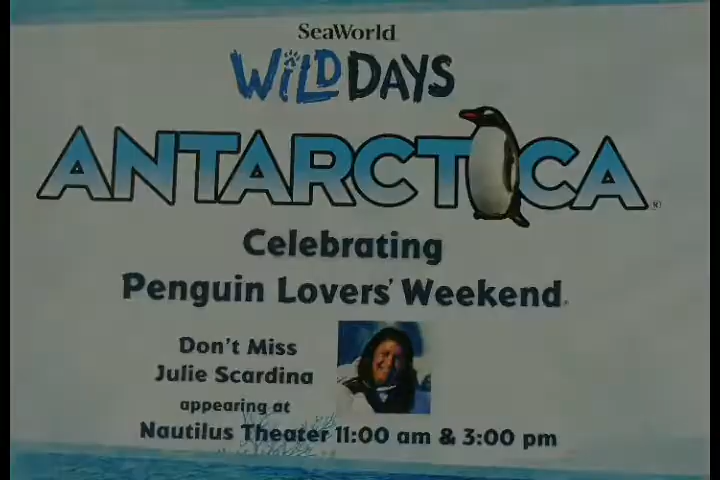 SeaWorld
WILD DAYS
ANTARCTICA
Celebrating
Penguin Lovers' Weekend
Don't Miss
Julie Scardina
appearing at
Nautilus Theater 11:00 am & 3:00 pm